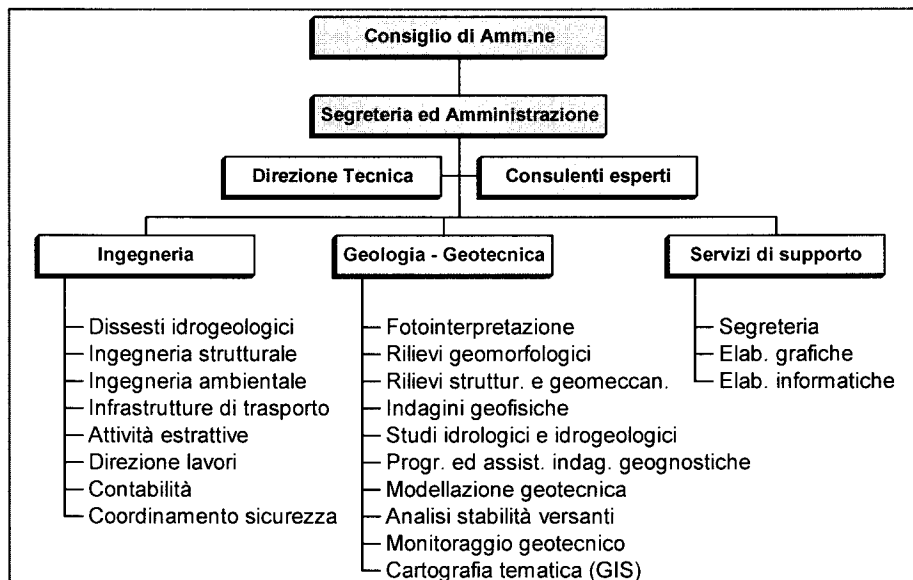 Consiglio di Amm.ne
Segreteria ed Amministrazione
Direzione Tecnica
Consulenti esperti
Ingegneria
Dissesti idrogeologici
Ingegneria strutturale
Ingegneria ambientale
Infrastrutture di trasporto
Attività estrattive
Direzione lavori
Contabilità
Coordinamento sicurezza
Geologia - Geotecnica
Fotointerpretazione
Rilievi geomorfologici
Rilievi struttur. e geomeccan.
Indagini geofisiche
Studi idrologici e idrogeologici
Progr. ed assist. indag. geognostiche
Modellazione geotecnica
Analisi stabilità versanti
Monitoraggio geotecnico
Cartografia tematica (GIS)
Servizi di supporto
Segreteria
Elab. grafiche
Elab. informatiche